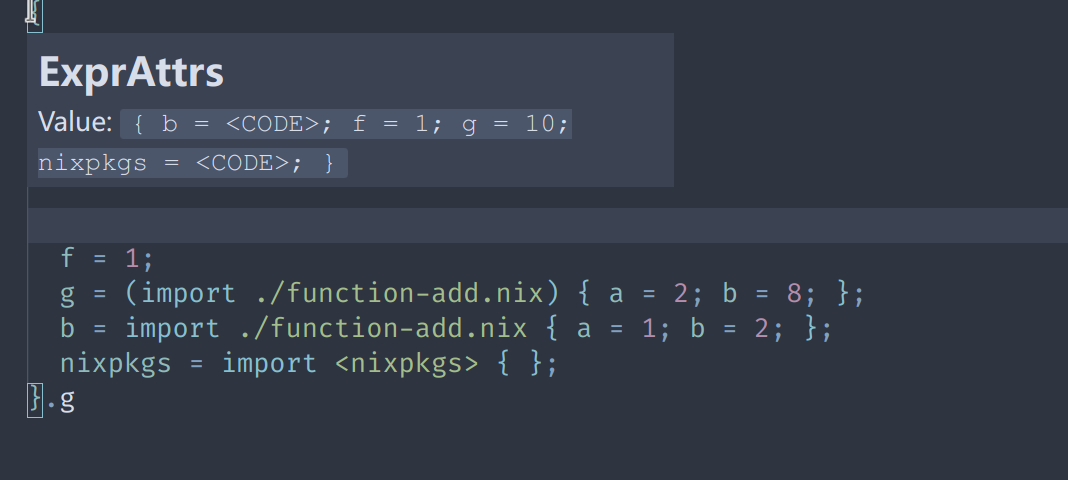 {
ExprAttrs
Value: { b = <CODE>; f = 1; g = 10;
nixpkgs = <CODE>; }
f = 1;
g = (import ./function-add.nix) { a = 2; b = 8; };
b = import ./function-add.nix { a = 1; b = 2; };
nixpkgs = import <nixpkgs> { };
}.g